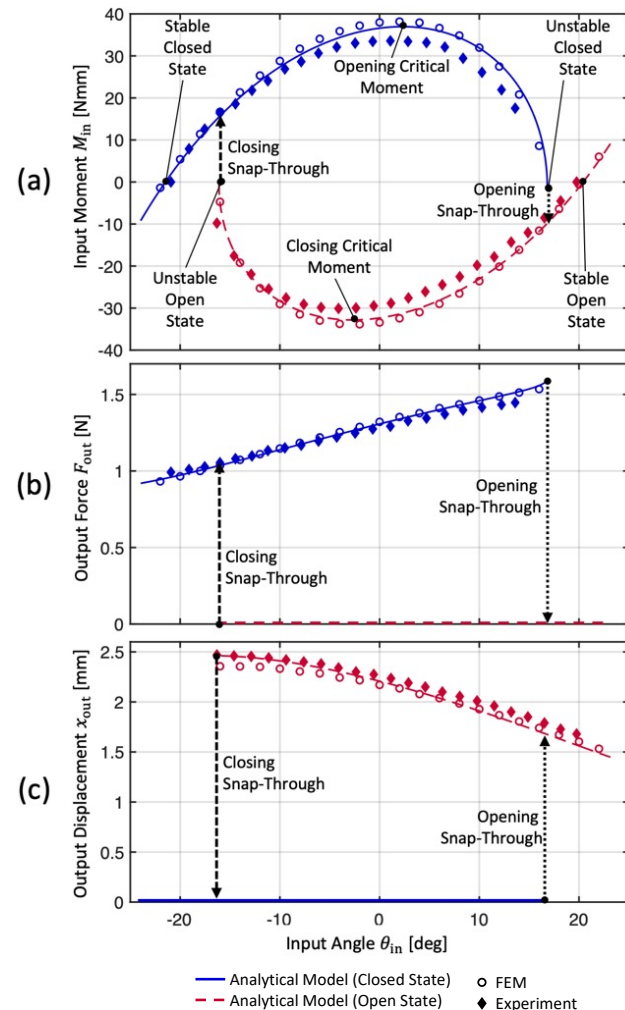 (a)
Input Moment Min [Nmm]
40
30
20
10
0
-10
-20
-30
-40
Stable
Closed
State
Unstable
Closed
State
Opening Critical
Moment
Closing
Snap-Through
Opening
Snap-Through
Closing Critical
Moment
Unstable
Open
State
Stable
Open
State
(b)
Output Force Fout [N]
1.5
1
0.5
0
Closing
Snap-Through
Opening
Snap-Through
(c)
Output Displacement xout [mm]
2.5
2
1.5
1
0.5
0
Closing
Snap-Through
Opening
Snap-Through
-20 -10 0 10 20
Input Angle θin [deg]
Analytical Model (Closed State) FEM
Analytical Model (Open State) Experiment